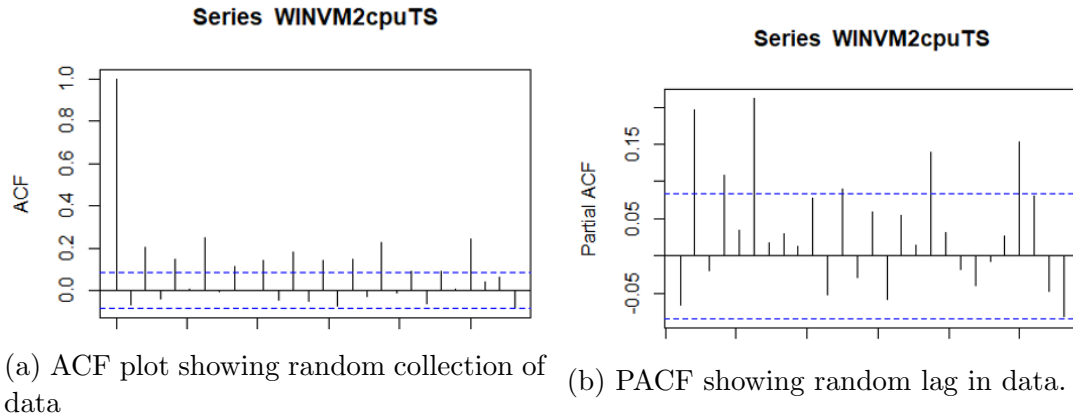 Series WINVM2cpuTS
ACF
1.0
0.8
0.6
0.4
0.2
0.0
(a) ACF plot showing random collection of
data
Series WINVM2cpuTS
Partial ACF
0.15
0.05
-0.05
(b) PACF showing random lag in data.